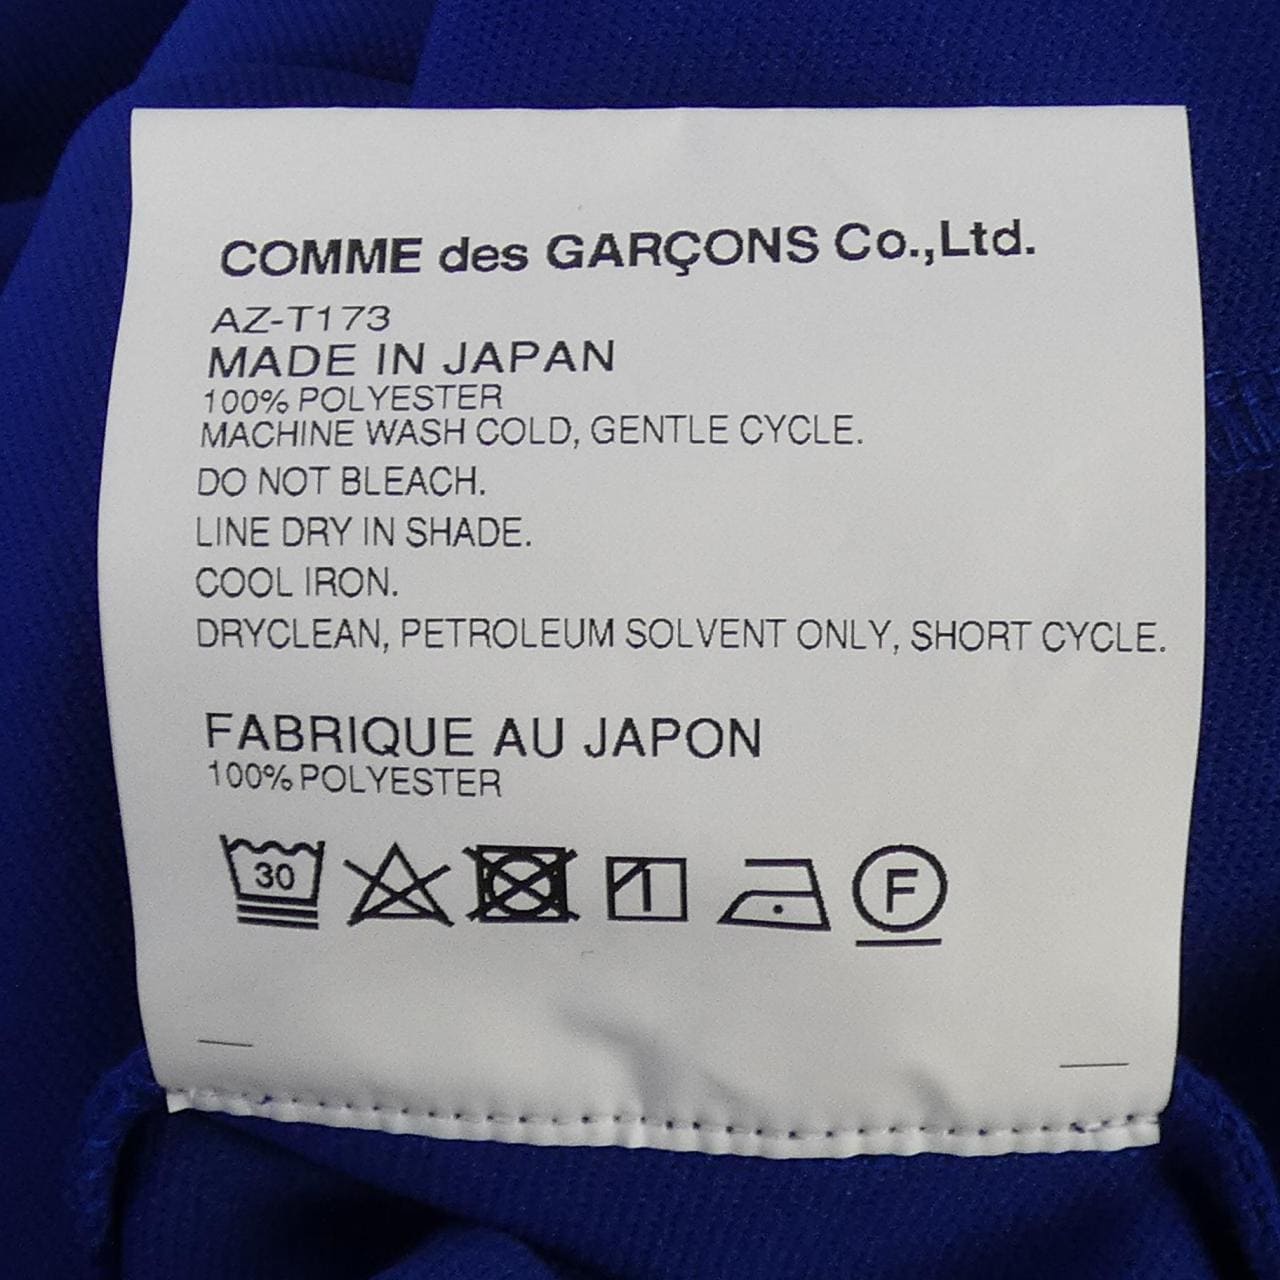 COMME des GARÇONS Co.,Ltd.
AZ-T173
MADE IN JAPAN
100% POLYESTER
MACHINE WASH COLD, GENTLE CYCLE.
DO NOT BLEACH.
LINE DRY IN SHADE.
COOL IRON.
DRYCLEAN, PETROLEUM SOLVENT ONLY, SHORT CYCLE.
FABRIQUE AU JAPON
100% POLYESTER
30 F